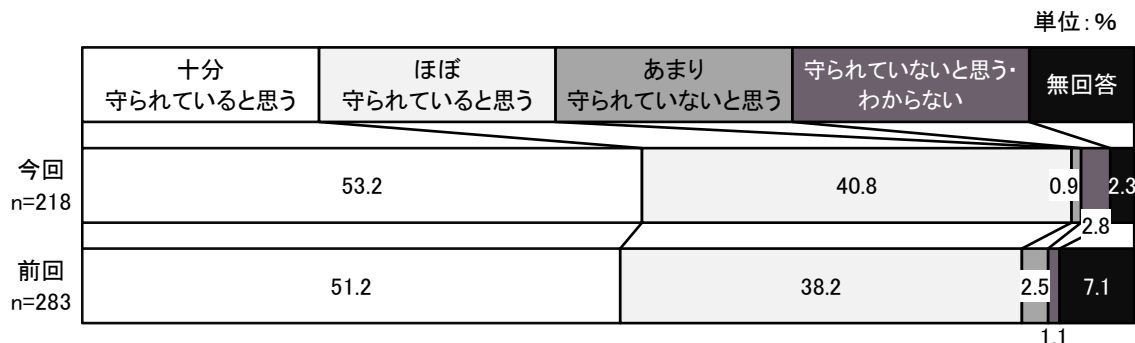 単位:%
十分
守られていると思う
ほぼ
守られていると思う
あまり
守られていないと思う
守られていないと思う・
わからない
無回答
今回
n=218
53.2
40.8
0.9
2.8
2.3
前回
n=283
51.2
38.2
2.5
1.1
7.1